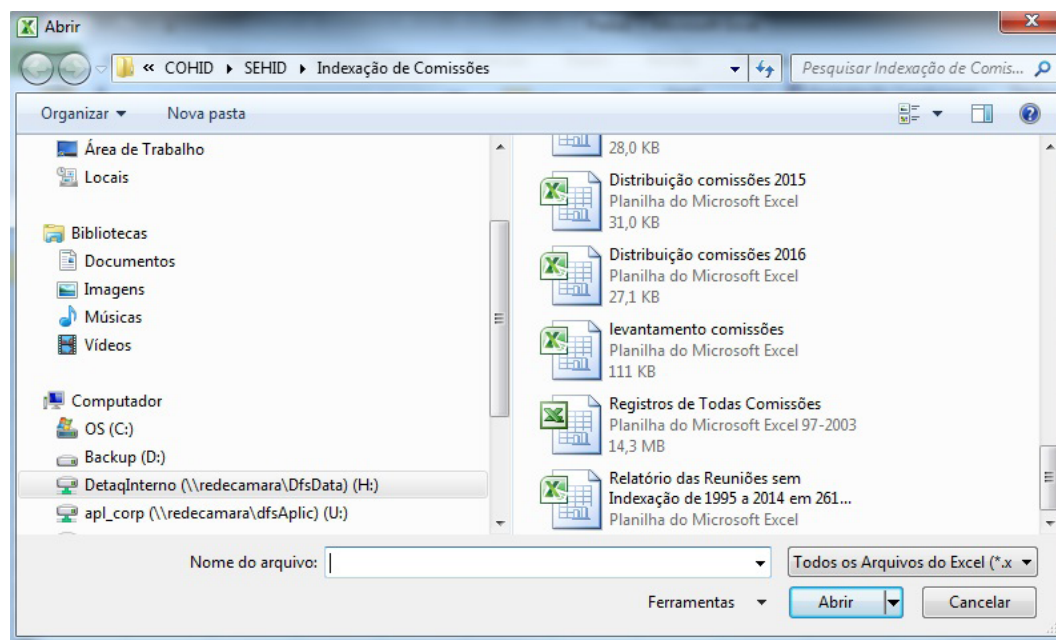 Abrir
« COHID ▸ SEHID ▸ Indexação de Comissões
Pesquisar Indexação de Comis...
Organizar
Nova pasta
Área de Trabalho
Locais
Bibliotecas
Documentos
Imagens
Músicas
Vídeos
Computador
OS (C:)
Backup (D:)
DetaqInterno (\\redecamara\DfsData) (H:)
apl_corp (\\redecamara\dfsAplic) (U:)
28,0 KB
Distribuição comissões 2015
Planilha do Microsoft Excel
31,0 KB
Distribuição comissões 2016
Planilha do Microsoft Excel
27,1 KB
levantamento comissões
Planilha do Microsoft Excel
111 KB
Registros de Todas Comissões
Planilha do Microsoft Excel 97-2003
14,3 MB
Relatório das Reuniões sem
Indexação de 1995 a 2014 em 261...
Planilha do Microsoft Excel
Nome do arquivo:
Todos os Arquivos do Excel (*.x
Ferramentas
Abrir
Cancelar